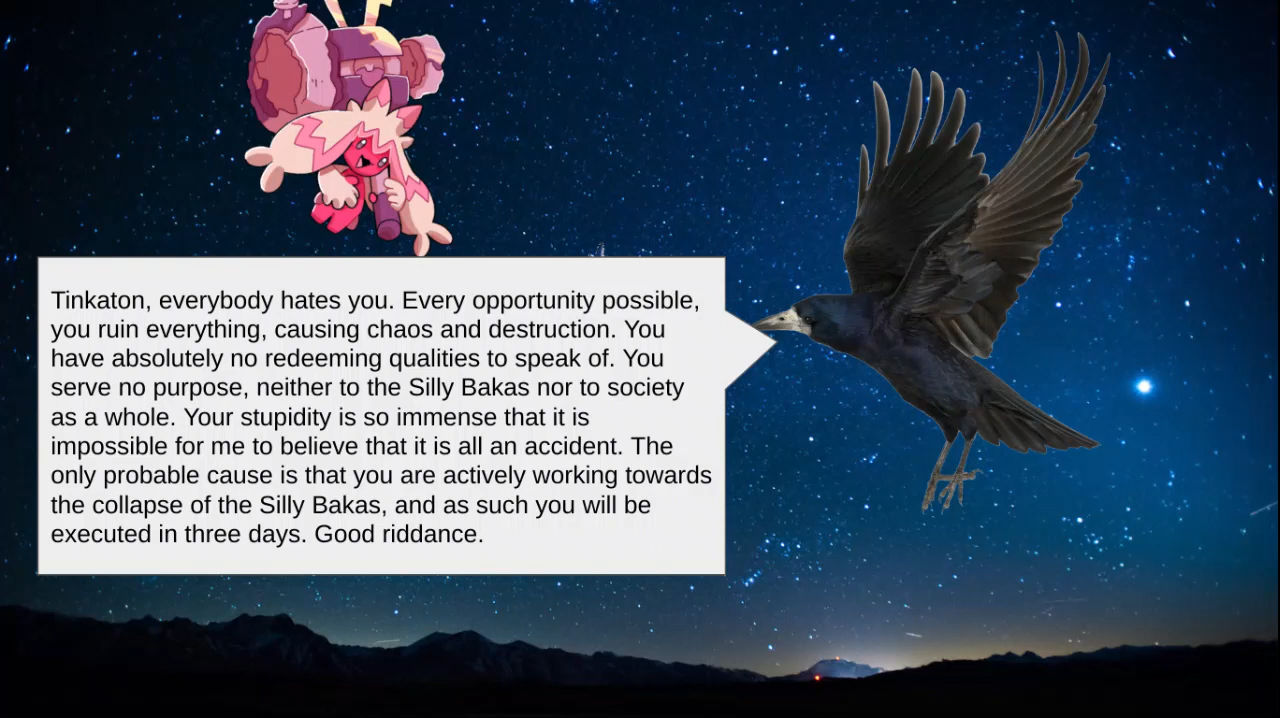 Tinkaton, everybody hates you. Every opportunity possible,
you ruin everything, causing chaos and destruction. You
have absolutely no redeeming qualities to speak of. You
serve no purpose, neither to the Silly Bakas nor to society
as a whole. Your stupidity is so immense that it is
impossible for me to believe that it is all an accident. The
only probable cause is that you are actively working towards
the collapse of the Silly Bakas, and as such you will be
executed in three days. Good riddance.